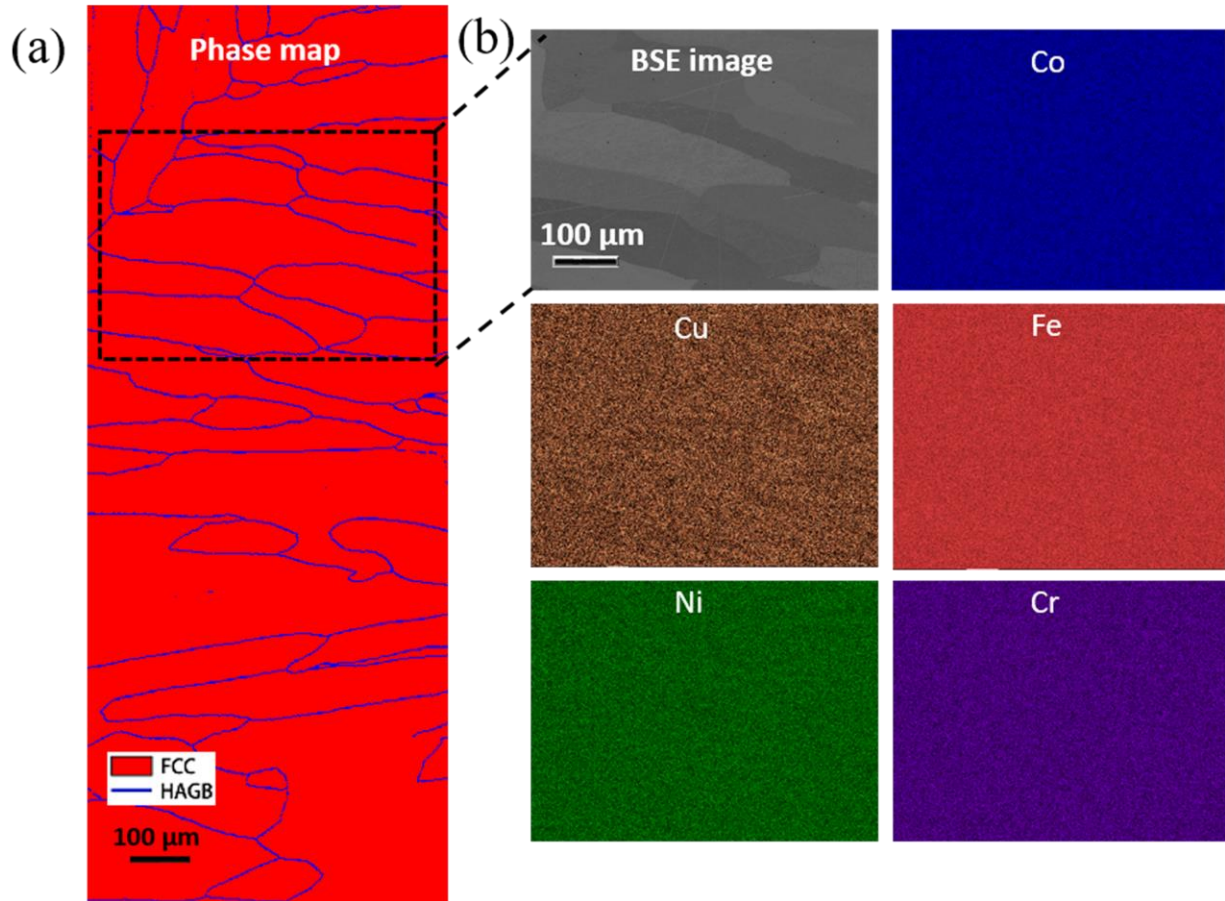 (a)
Phase map
FCC
HAGB
100 µm
(b)
BSE image
100 µm
Co
Cu
Fe
Ni
Cr